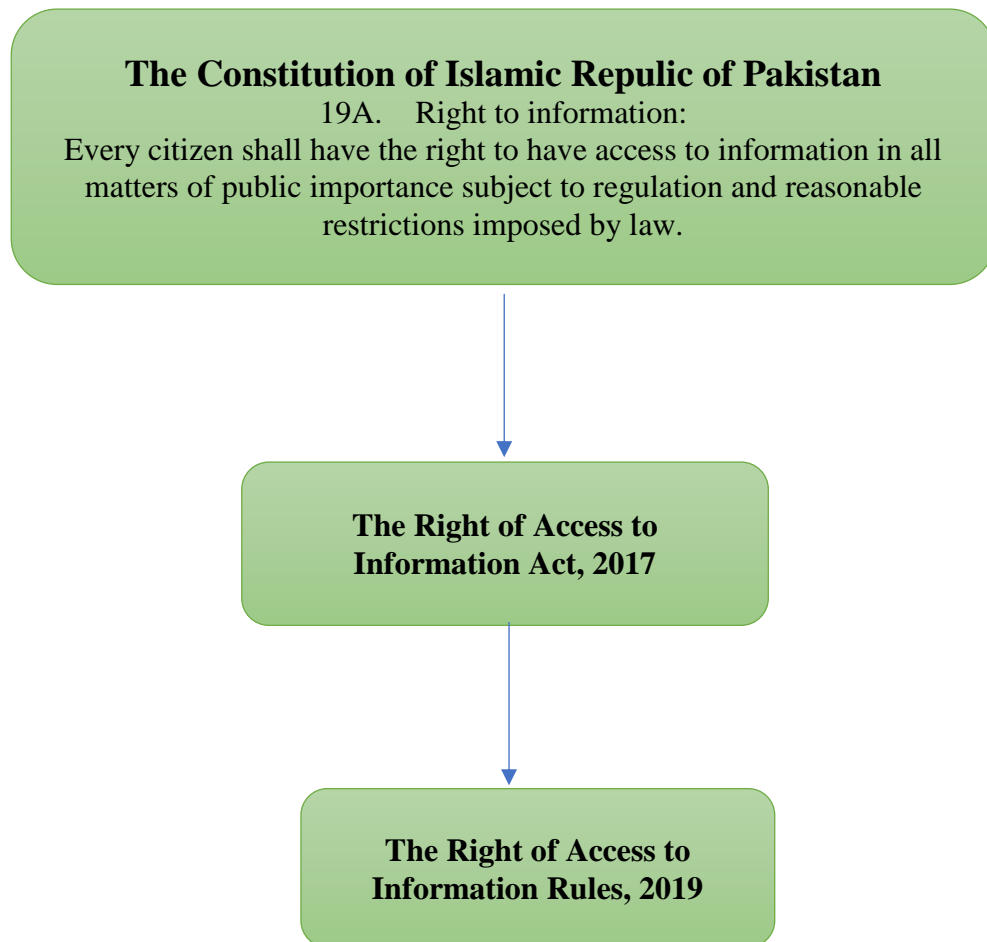 The Constitution of Islamic Repulic of Pakistan
19A. Right to information:
Every citizen shall have the right to have access to information in all
matters of public importance subject to regulation and reasonable
restrictions imposed by law.
The Right of Access to
Information Act, 2017
The Right of Access to
Information Rules, 2019